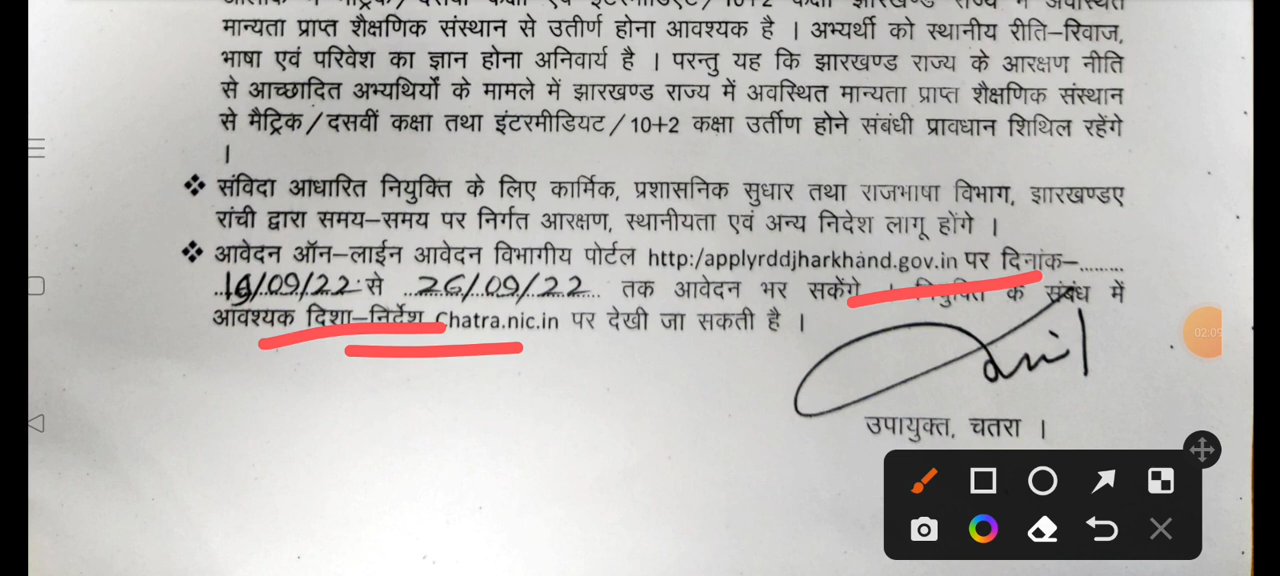 मान्यता प्राप्त शैक्षणिक संस्थान से उतीर्ण होना आवश्यक है । अभ्यर्थी को स्थानीय रीति–रिवाज,
भाषा एवं परिवेश का ज्ञान होना अनिवार्य है । परन्तु यह कि झारखण्ड राज्य के आरक्षण नीति
से आच्छादित अभ्यथियों के मामले में झारखण्ड राज्य में अवस्थित मान्यता प्राप्त शैक्षणिक संस्थान
से मैट्रिक/दसवीं कक्षा तथा इंटरमीडियट/10+2 कक्षा उर्तीण होने संबंधी प्रावधान शिथिल रहेंगे
।
❖ संविदा आधारित नियुक्ति के लिए कार्मिक, प्रशासनिक सुधार तथा राजभाषा विभाग, झारखण्डए
रांची द्वारा समय–समय पर निर्गत आरक्षण, स्थानीयता एवं अन्य निदेश लागू होंगे ।
❖ आवेदन ऑन–लाईन आवेदन विभागीय पोर्टल http:/applyrddjharkhand.gov.in पर दिनांक–.........
/09/22 से 26/09/22 तक आवेदन भर सकेंगे । नियुक्ति के संबंध में
आवश्यक दिशा–निर्देश Chatra.nic.in पर देखी जा सकती है ।
उपायुक्त, चतरा ।
02:09